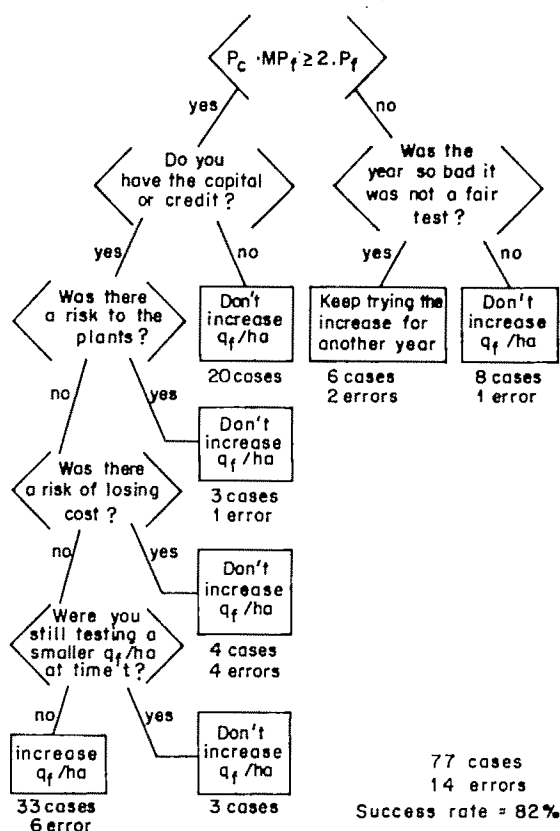 P_c · MP_f ≥ 2. P_f
yes
no
Do you
have the capital
or credit ?
Was the
year so bad it
was not a fair
test ?
yes
no
yes
no
Was there
a risk to the
plants ?
Don't
increase
q_f /ha
20 cases
Keep trying the
increase for
another year
6 cases
2 errors
Don't
increase
q_f /ha
8 cases
1 error
no
yes
Don't
increase
q_f /ha
3 cases
1 error
Was there
a risk of losing
cost ?
no
yes
Don't
increase
q_f /ha
4 cases
4 errors
Were you
still testing a
smaller q_f /ha
at time t ?
no
yes
increase
q_f /ha
33 cases
6 error
Don't
increase
q_f /ha
3 cases
77 cases
14 errors
Success rate = 82%